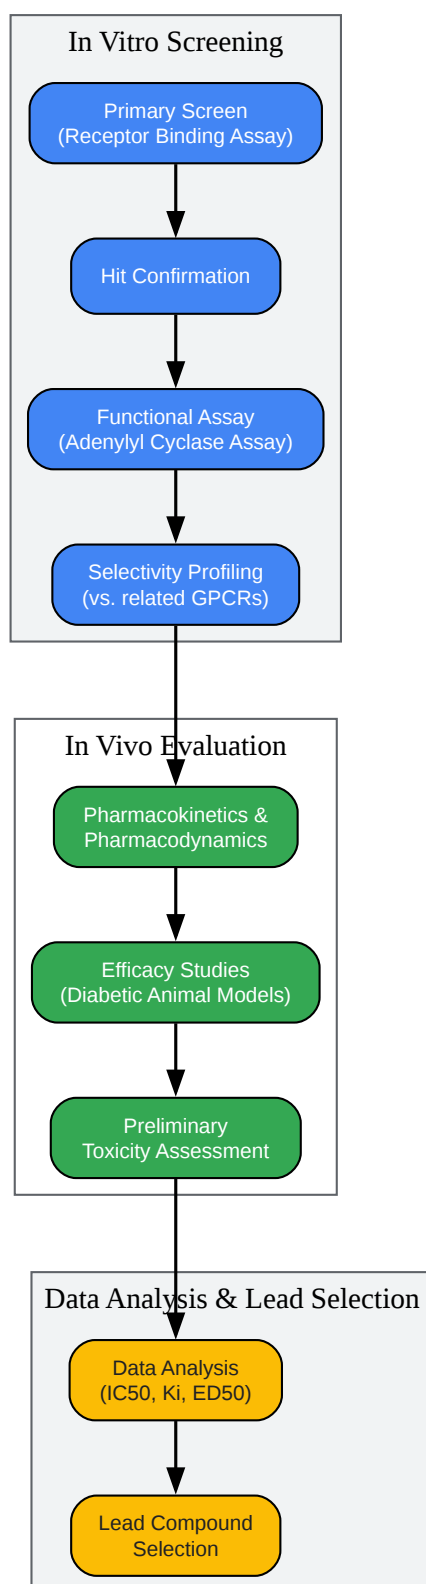 In Vitro Screening
Primary Screen
(Receptor Binding Assay)
Hit Confirmation
Functional Assay
(Adenylyl Cyclase Assay)
Selectivity Profiling
(vs. related GPCRs)
In Vivo Evaluation
Pharmacokinetics &
Pharmacodynamics
Efficacy Studies
(Diabetic Animal Models)
Preliminary
Toxicity Assessment
Data Analysis & Lead Selection
Data Analysis
(IC50, Ki, ED50)
Lead Compound
Selection